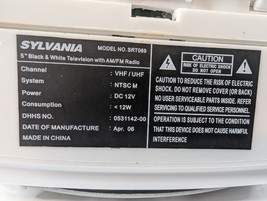 SYLVANIA
MODEL NO. SRT069
5" Black & White Television with AM/FM Radio
Channel : VHF / UHF
System : NTSC M
Power : DC 12V
Consumption : < 12W
DHHS NO. : 0531142-00
DATE : Apr. 06
MADE IN CHINA
CAUTION
RISK OF ELECTRIC SHOCK
DO NOT OPEN
CAUTION TO REDUCE THE RISK OF ELECTRIC
SHOCK. DO NOT REMOVE COVER (OR BACK)
NO USER SERVICEABLE PARTS INSIDE. REFER
SERVICING TO QUALIFIED SERVICE PERSONNEL.
OPERATION IS SUBJECT TO THE CONDITION
THAT THIS DEVICE DOES NOT CAUSE HARMFUL
INTERFERENCE